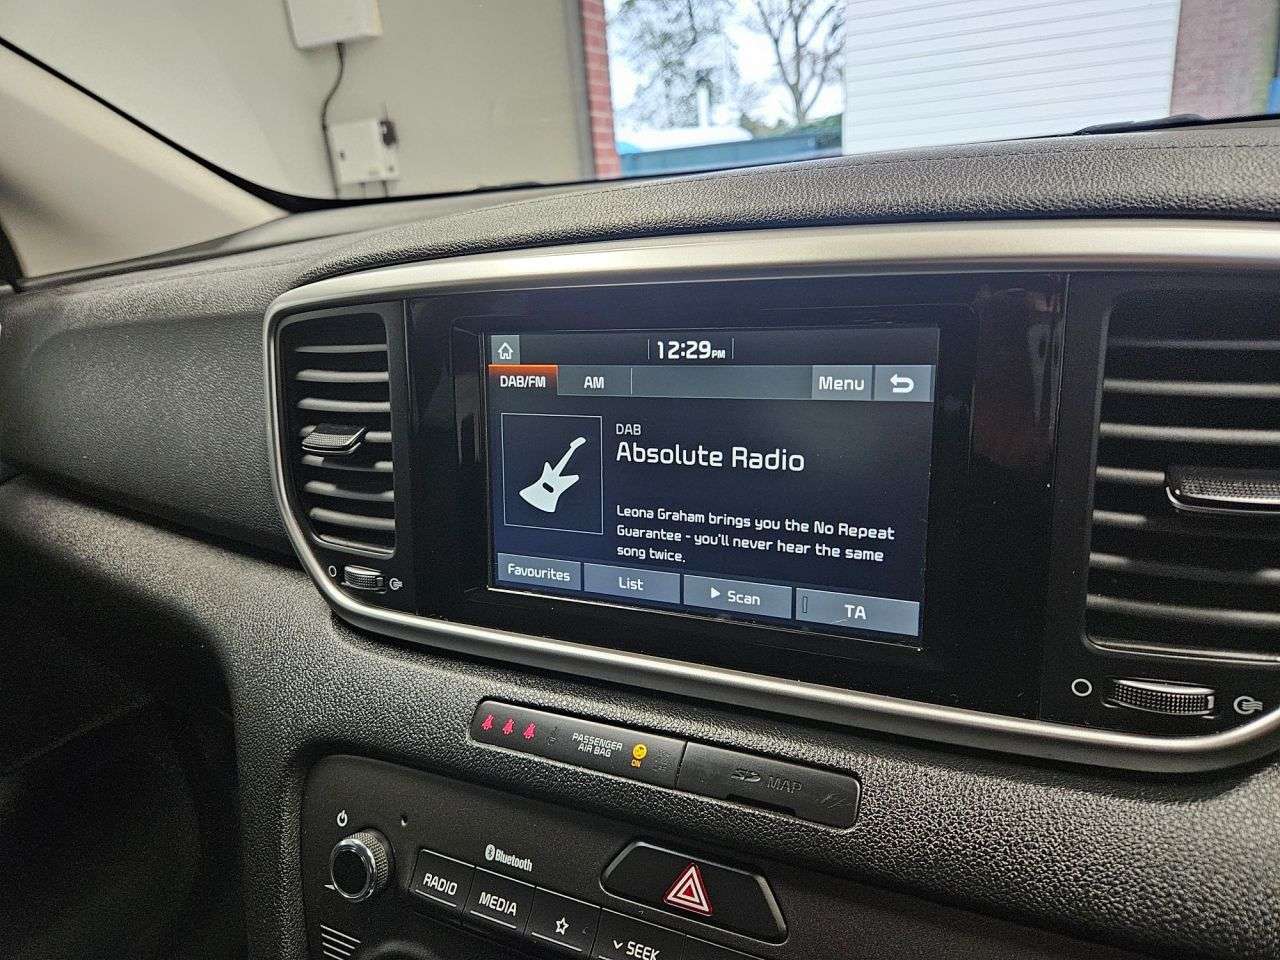 12:29PM
DAB/FM
AM
Menu
DAB
Absolute Radio
Leona Graham brings you the No Repeat
Guarantee - you'll never hear the same
song twice.
Favourites
List
Scan
TA
PASSENGER
AIR BAG
ON
SD MAP
Bluetooth
RADIO
MEDIA
SEEK